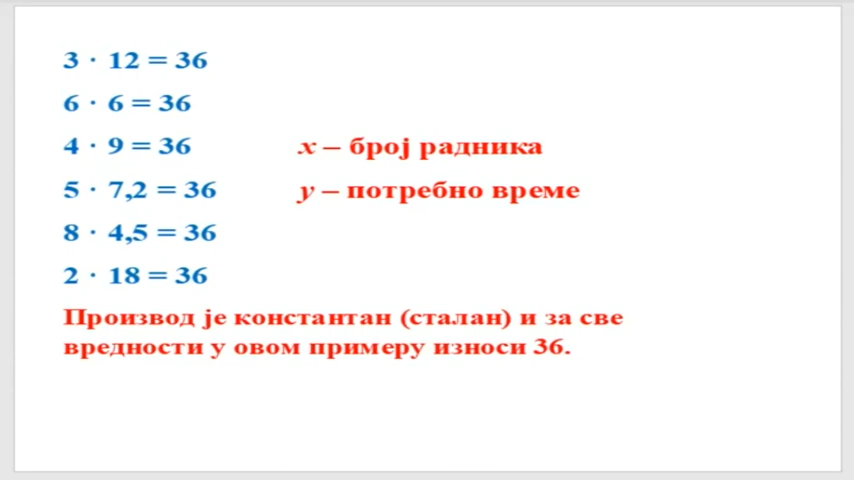 3 · 12 = 36
6 · 6 = 36
4 · 9 = 36 x – број радника
5 · 7,2 = 36 y – потребно време
8 · 4,5 = 36
2 · 18 = 36
Производ је константан (сталан) и за све
вредности у овом примеру износи 36.